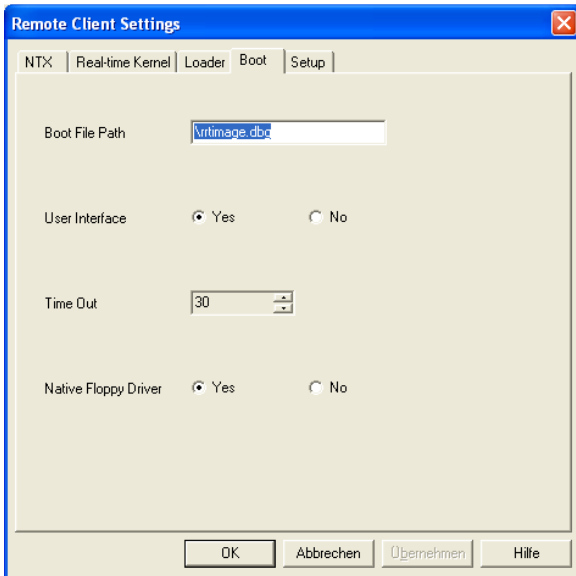 Remote Client Settings
NTX Real-time Kernel Loader Boot Setup
Boot File Path \rrtimage.dbg
User Interface Yes No
Time Out 30
Native Floppy Driver Yes No
OK Abbrechen Übernehmen Hilfe